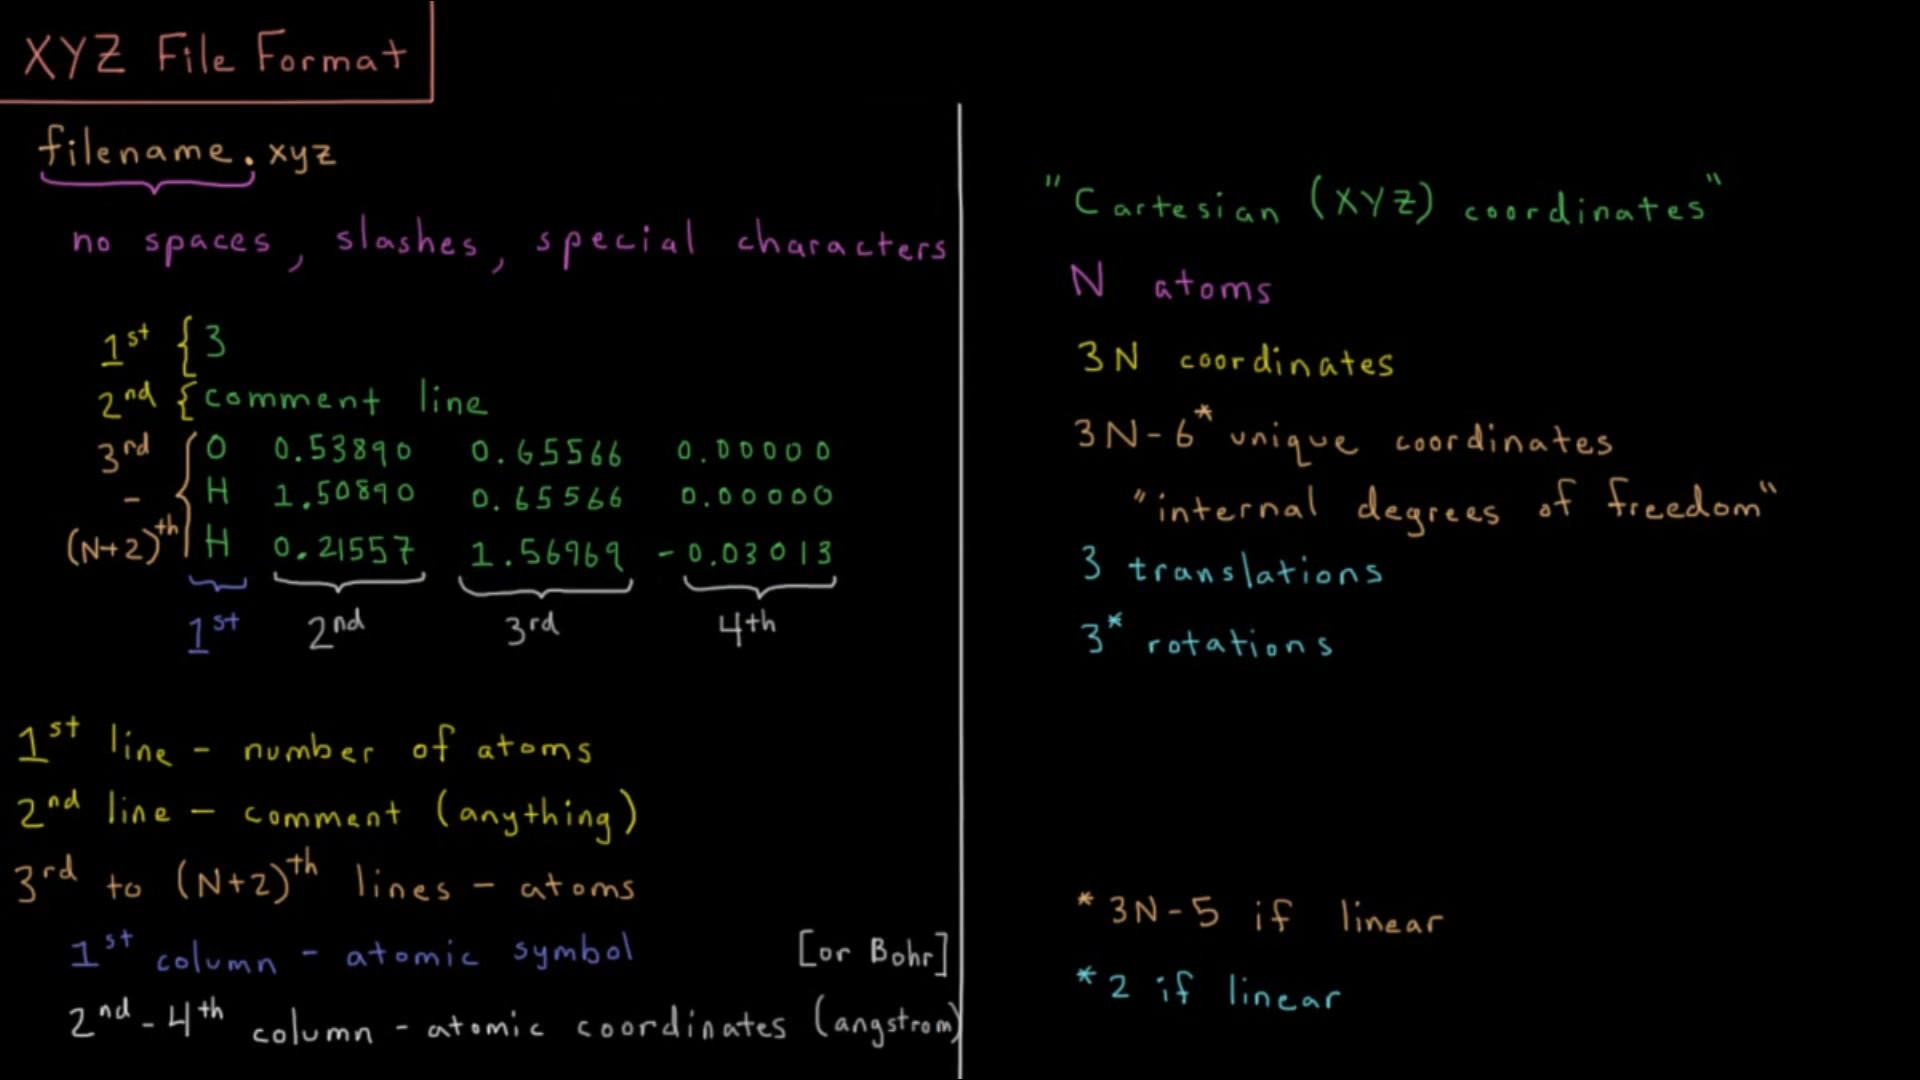 XYZ File Format
filename.xyz
no spaces, slashes, special characters
1st { 3
2nd { comment line
3rd { O 0.53890 0.65566 0.00000
- H 1.50890 0.65566 0.00000
(N+2)th H 0.21557 1.56969 -0.03013
1st 2nd 3rd 4th
1st line - number of atoms
2nd line - comment (anything)
3rd to (N+2)th lines - atoms
1st column - atomic symbol
[or Bohr]
2nd - 4th column - atomic coordinates (angstrom)
"Cartesian (XYZ) coordinates"
N atoms
3N coordinates
3N-6* unique coordinates
"internal degrees of freedom"
3 translations
3* rotations
* 3N-5 if linear
* 2 if linear